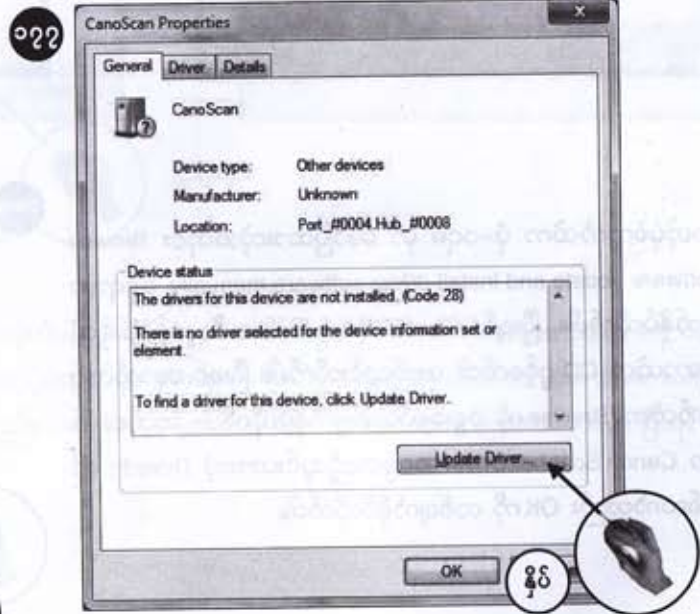 ၁၇၃
CanoScan Properties
General Driver Details
CanoScan
Device type: Other devices
Manufacturer: Unknown
Location: Port_#0004.Hub_#0008
Device status
The drivers for this device are not installed. (Code 28)
There is no driver selected for the device information set or
element.
To find a driver for this device, click Update Driver.
Update Driver...
OK
နှိပ်